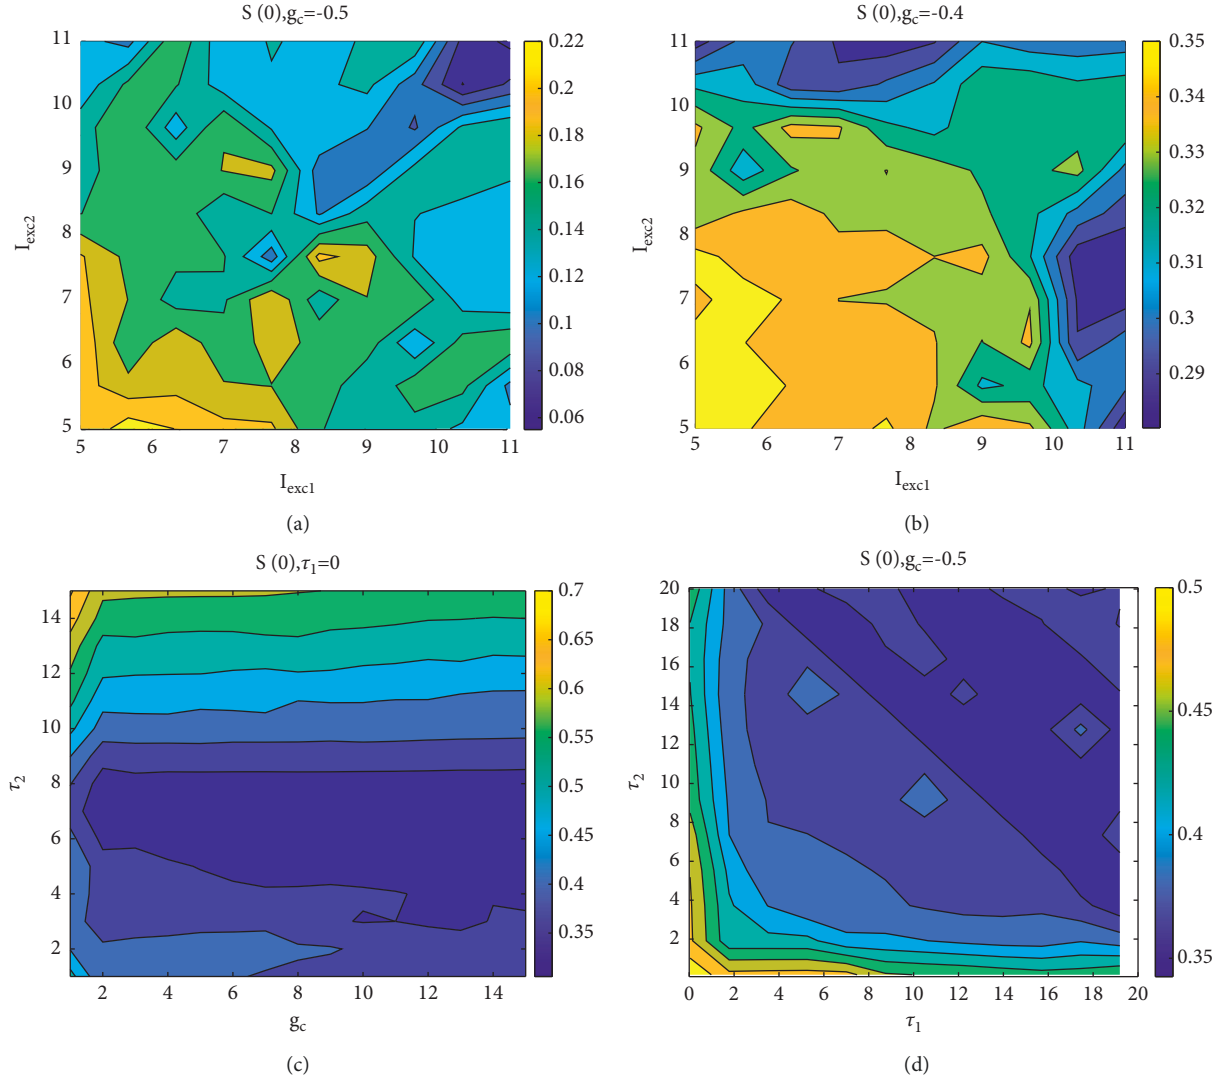 S (0),g_c=-0.5
11
10
9
8
7
6
5
I_exc2
5 6 7 8 9 10 11
I_exc1
0.22
0.2
0.18
0.16
0.14
0.12
0.1
0.08
0.06
(a)
S (0),g_c=-0.4
11
10
9
8
7
6
5
I_exc2
5 6 7 8 9 10 11
I_exc1
0.35
0.34
0.33
0.32
0.31
0.3
0.29
(b)
S (0),τ_1=0
14
12
10
8
6
4
2
τ_2
2 4 6 8 10 12 14
g_c
0.7
0.65
0.6
0.55
0.5
0.45
0.4
0.35
(c)
S (0),g_c=-0.5
20
18
16
14
12
10
8
6
4
2
τ_2
0 2 4 6 8 10 12 14 16 18 20
τ_1
0.5
0.45
0.4
0.35
(d)